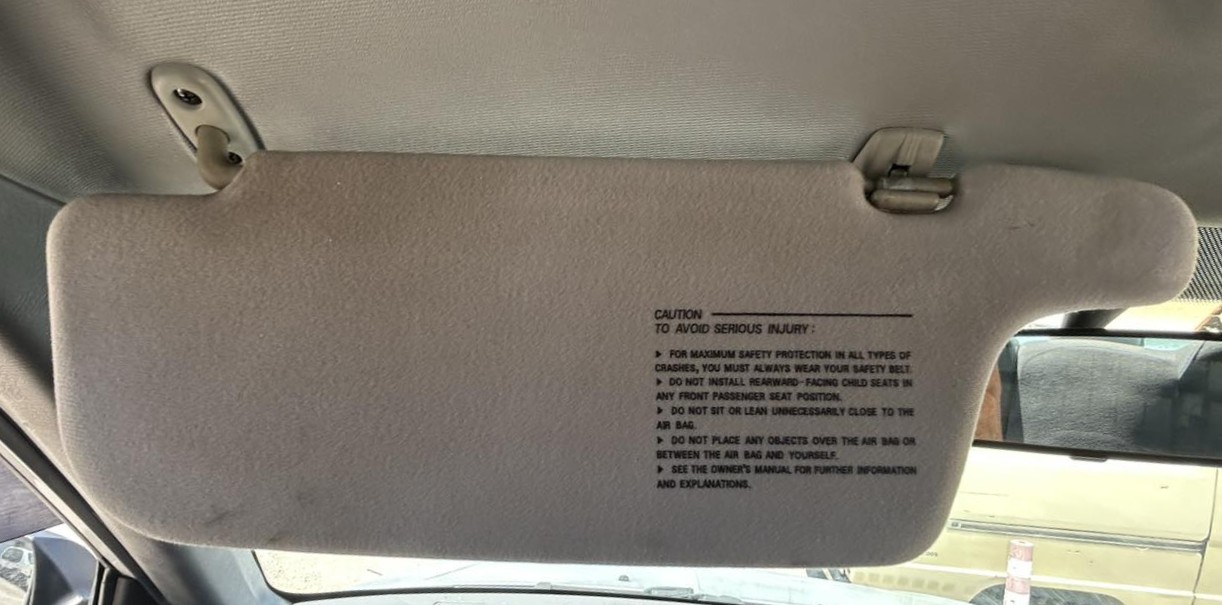 CAUTION
TO AVOID SERIOUS INJURY:
▶ FOR MAXIMUM SAFETY PROTECTION IN ALL TYPES OF
CRASHES, YOU MUST ALWAYS WEAR YOUR SAFETY BELT.
▶ DO NOT INSTALL REARWARD-FACING CHILD SEATS IN
ANY FRONT PASSENGER SEAT POSITION.
▶ DO NOT SIT OR LEAN UNNECESSARILY CLOSE TO THE
AIR BAG.
▶ DO NOT PLACE ANY OBJECTS OVER THE AIR BAG OR
BETWEEN THE AIR BAG AND YOURSELF.
▶ SEE THE OWNER'S MANUAL FOR FURTHER INFORMATION
AND EXPLANATIONS.